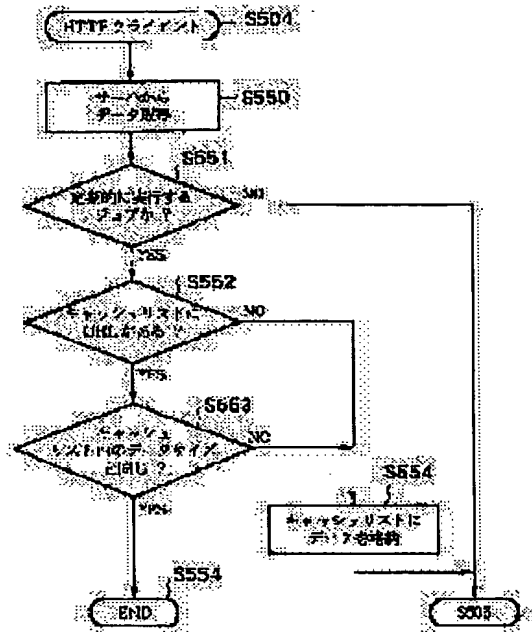 HTTPクライアント
S504
サーバから
データ取得
S550
S551
定期的に実行する
ジョブか？
NO
YES
S552
キャッシュリストに
URLがある？
NO
YES
S553
キャッシュ
リスト内のデータサイズ
と同じ？
NO
YES
S554
キャッシュリストに
データを格納
S554
END
S505